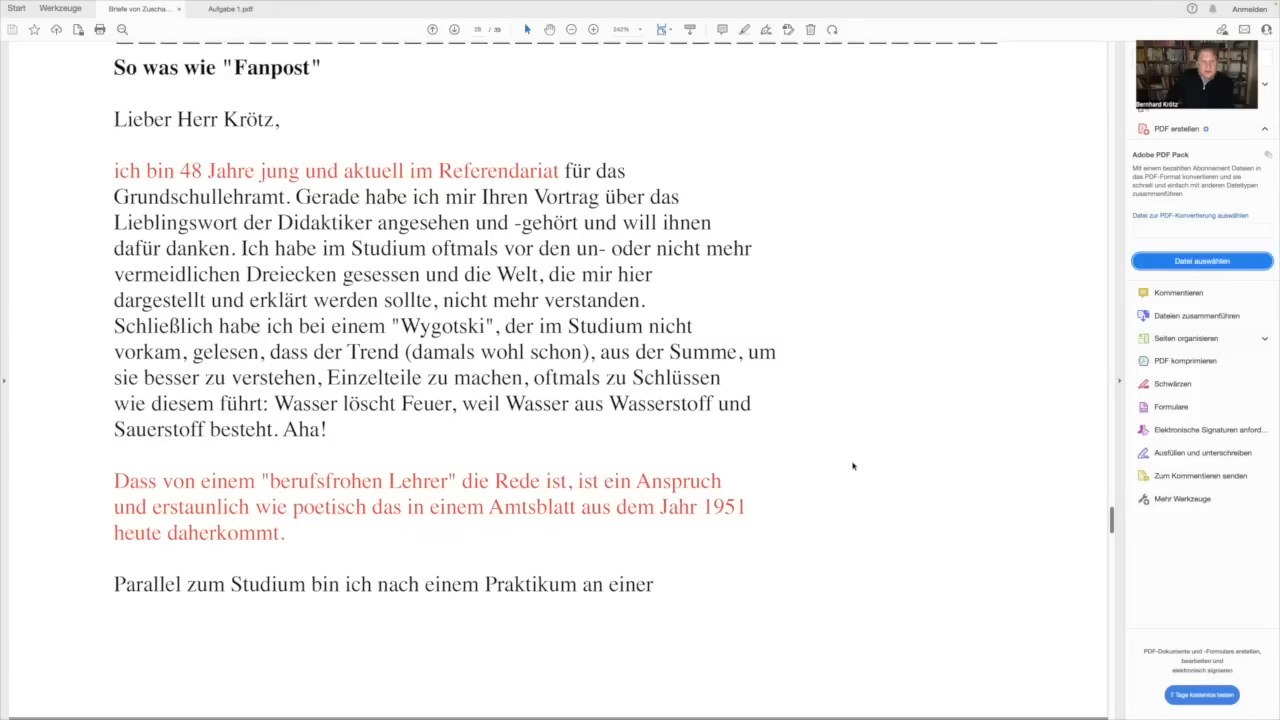 Start
Werkzeuge
Briefe von Zuscha... ×
Aufgabe 1.pdf
Anmelden
28 / 39
242%
So was wie "Fanpost"
Lieber Herr Krötz,
ich bin 48 Jahre jung und aktuell im Referendariat für das
Grundschullehramt. Gerade habe ich mir Ihren Vortrag über das
Lieblingswort der Didaktiker angesehen und -gehört und will ihnen
dafür danken. Ich habe im Studium oftmals vor den un- oder nicht mehr
vermeidlichen Dreiecken gesessen und die Welt, die mir hier
dargestellt und erklärt werden sollte, nicht mehr verstanden.
Schließlich habe ich bei einem "Wygotski", der im Studium nicht
vorkam, gelesen, dass der Trend (damals wohl schon), aus der Summe, um
sie besser zu verstehen, Einzelteile zu machen, oftmals zu Schlüssen
wie diesem führt: Wasser löscht Feuer, weil Wasser aus Wasserstoff und
Sauerstoff besteht. Aha!
Dass von einem "berufsfrohen Lehrer" die Rede ist, ist ein Anspruch
und erstaunlich wie poetisch das in einem Amtsblatt aus dem Jahr 1951
heute daherkommt.
Parallel zum Studium bin ich nach einem Praktikum an einer
Bernhard Krötz
PDF erstellen
Adobe PDF Pack
Mit einem bezahlten Abonnement Dateien in
das PDF-Format konvertieren und sie
schnell und einfach mit anderen Dateitypen
zusammenführen
Datei zur PDF-Konvertierung auswählen
Datei auswählen
Kommentieren
Dateien zusammenführen
Seiten organisieren
PDF komprimieren
Schwärzen
Formulare
Elektronische Signaturen anford...
Ausfüllen und unterschreiben
Zum Kommentieren senden
Mehr Werkzeuge
PDF-Dokumente und -Formulare erstellen,
bearbeiten und
elektronisch signieren
7 Tage kostenlos testen